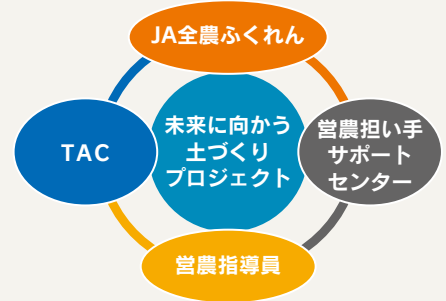 JA全農ふくれん
TAC
未来に向かう
土づくり
プロジェクト
営農担い手
サポート
センター
営農指導員